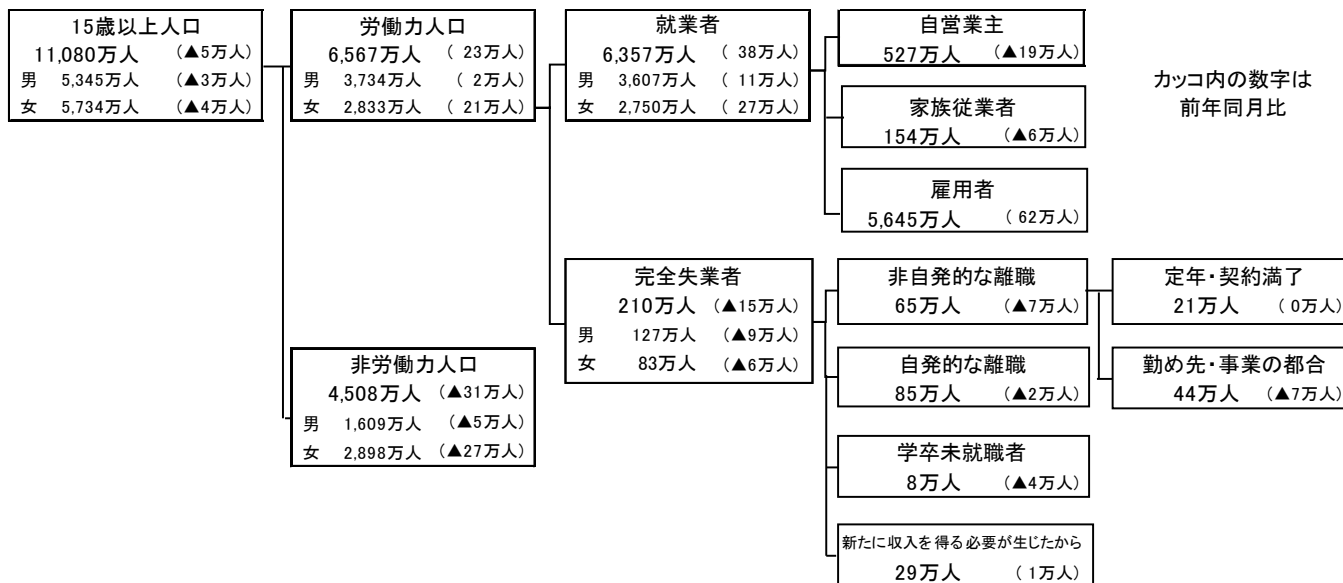 15歳以上人口
11,080万人 (▲5万人)
男 5,345万人 (▲3万人)
女 5,734万人 (▲4万人)
労働力人口
6,567万人 ( 23万人)
男 3,734万人 ( 2万人)
女 2,833万人 ( 21万人)
就業者
6,357万人 ( 38万人)
男 3,607万人 ( 11万人)
女 2,750万人 ( 27万人)
自営業主
527万人 (▲19万人)
カッコ内の数字は
前年同月比
家族従業者
154万人 (▲6万人)
雇用者
5,645万人 ( 62万人)
完全失業者
210万人 (▲15万人)
男 127万人 (▲9万人)
女 83万人 (▲6万人)
非自発的な離職
65万人 (▲7万人)
定年・契約満了
21万人 ( 0万人)
非労働力人口
4,508万人 (▲31万人)
男 1,609万人 (▲5万人)
女 2,898万人 (▲27万人)
自発的な離職
85万人 (▲2万人)
勤め先・事業の都合
44万人 (▲7万人)
学卒未就職者
8万人 (▲4万人)
新たに収入を得る必要が生じたから
29万人 ( 1万人)